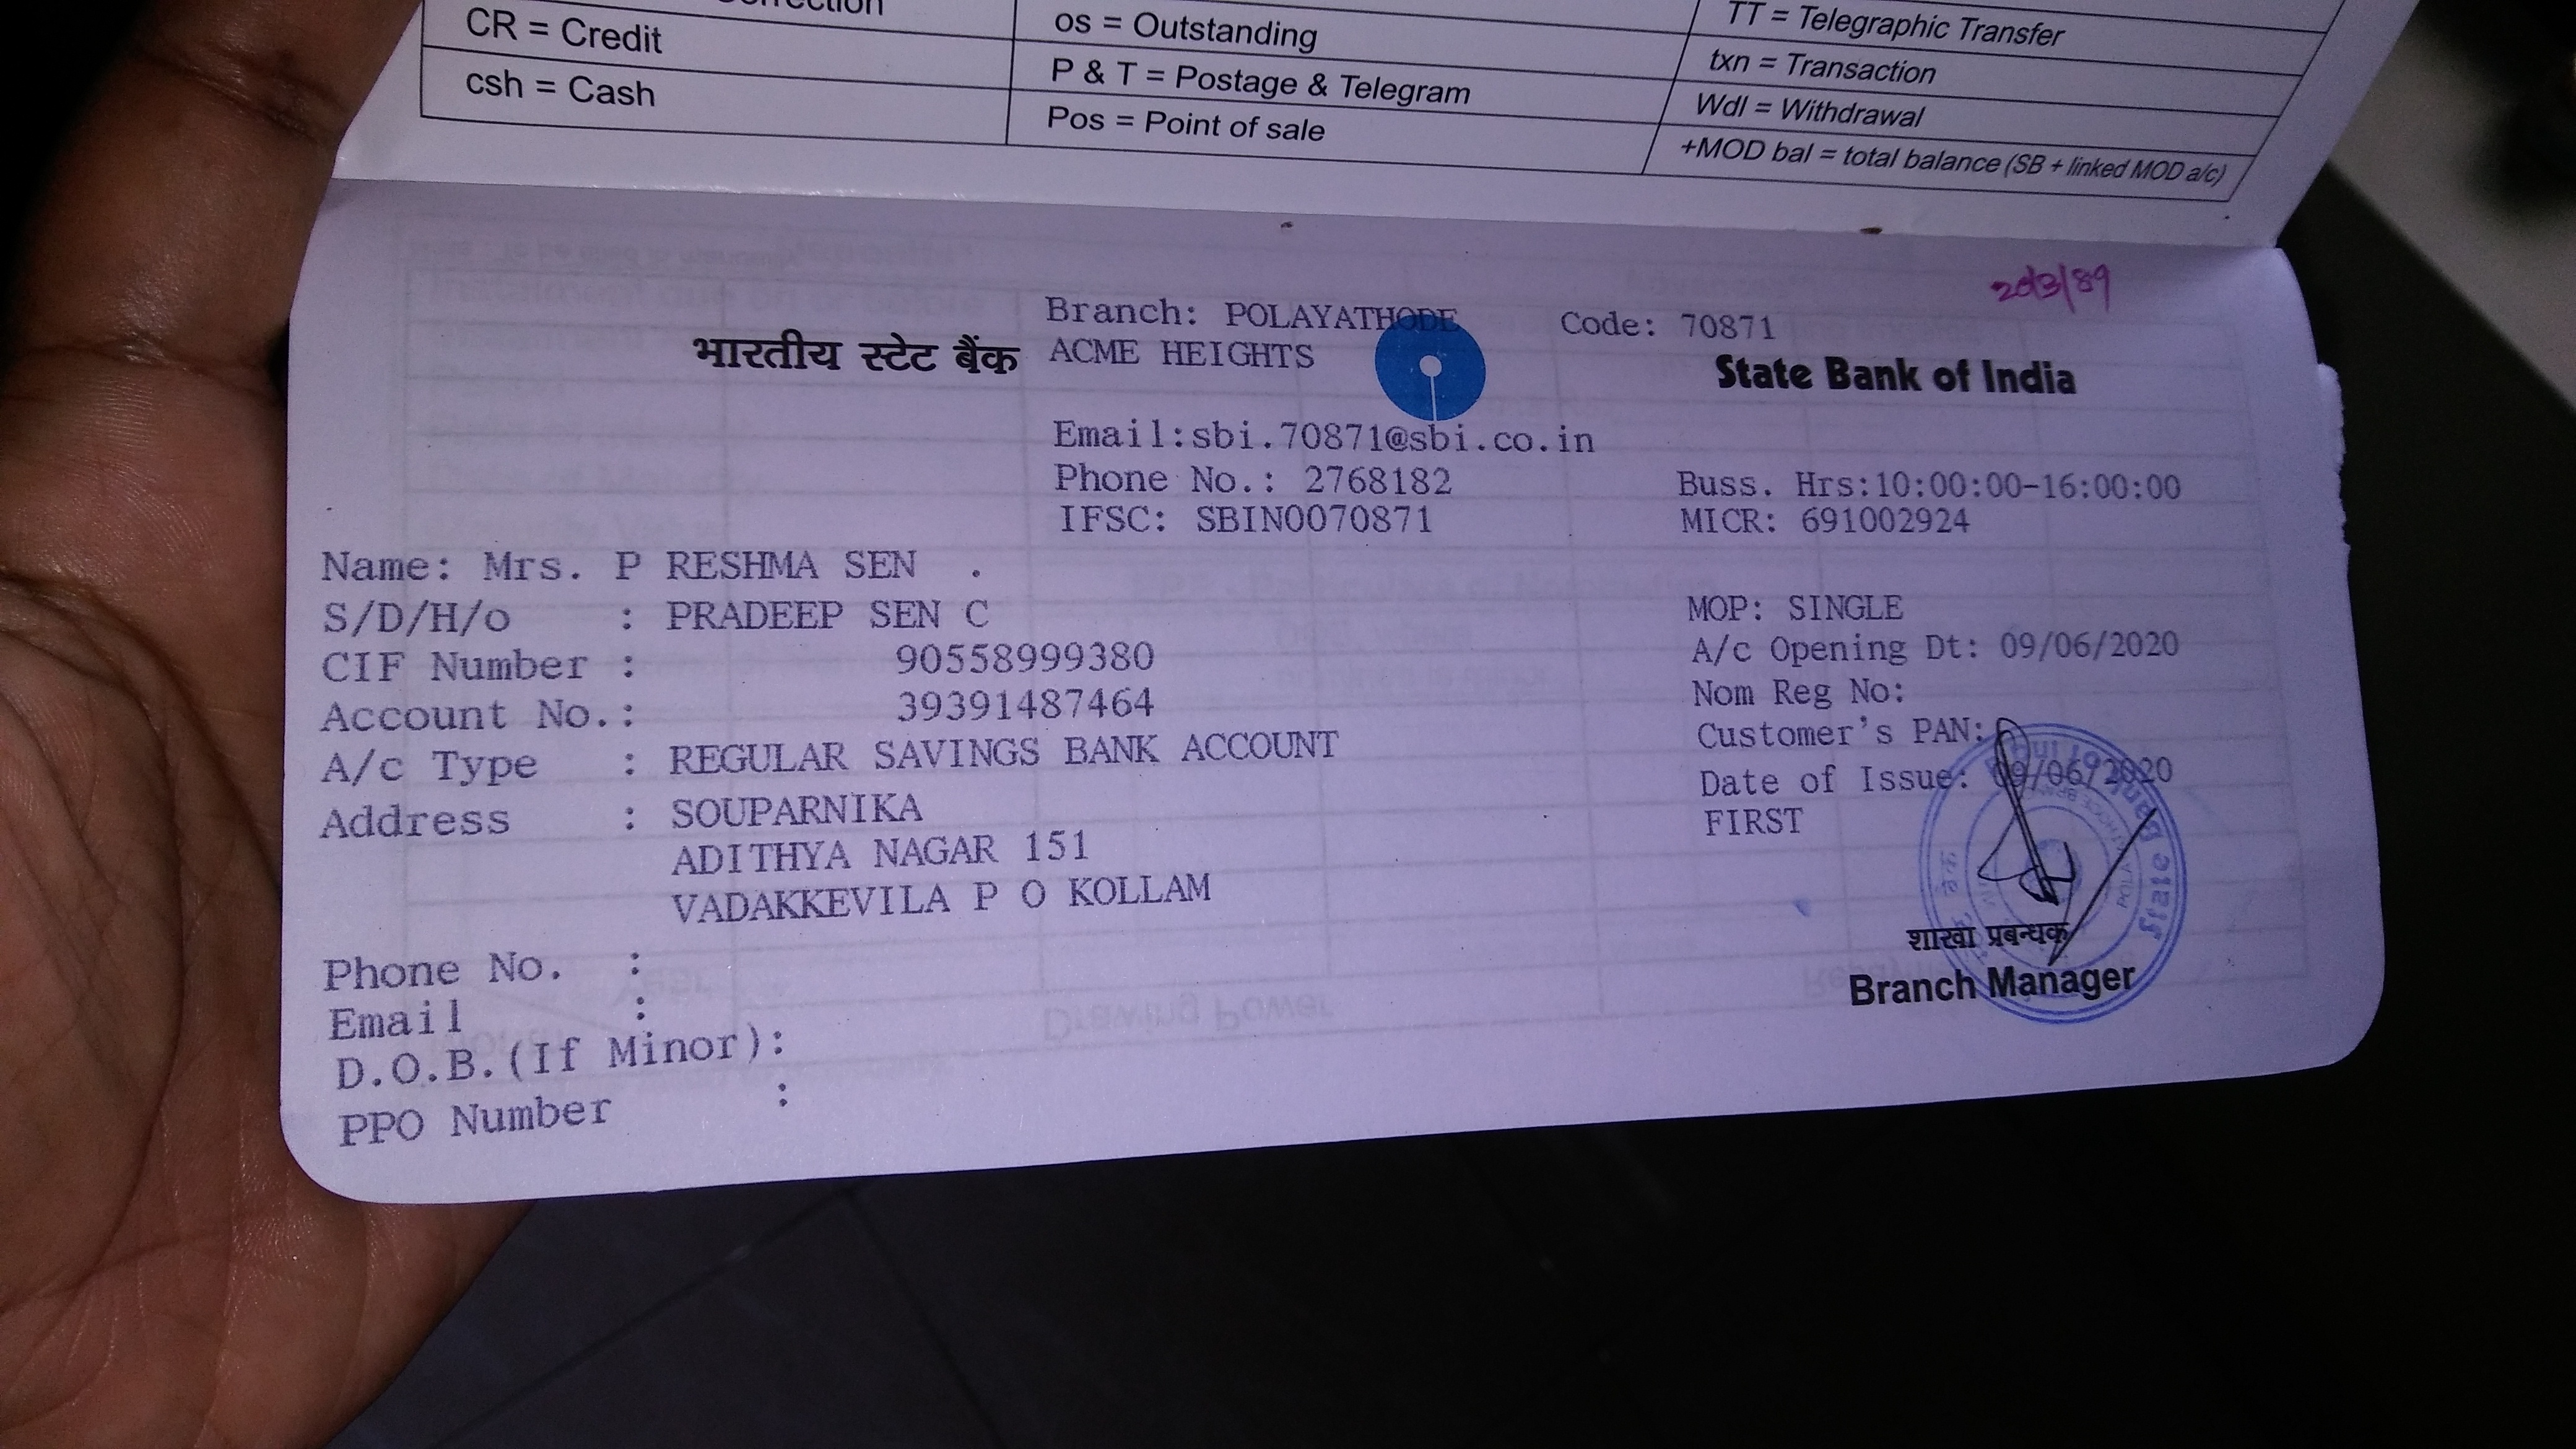 CR = Credit
os = Outstanding
TT = Telegraphic Transfer
csh = Cash
P & T = Postage & Telegram
txn = Transaction
Pos = Point of sale
Wdl = Withdrawal
+MOD bal = total balance (SB + linked MOD a/c)
Branch: POLAYATHODE Code: 70871
भारतीय स्टेट बैंक ACME HEIGHTS State Bank of India
Email:sbi.70871@sbi.co.in
Phone No.: 2768182 Buss. Hrs:10:00:00-16:00:00
IFSC: SBIN0070871 MICR: 691002924
Name: Mrs. P RESHMA SEN .
S/D/H/o : PRADEEP SEN C
CIF Number : 90558999380
Account No.: 39391487464
A/c Type : REGULAR SAVINGS BANK ACCOUNT
Address : SOUPARNIKA
ADITHYA NAGAR 151
VADAKKEVILA P O KOLLAM
Phone No. :
Email :
D.O.B.(If Minor):
PPO Number :
MOP: SINGLE
A/c Opening Dt: 09/06/2020
Nom Reg No:
Customer's PAN:
Date of Issue: 09/06/2020
FIRST
शाखा प्रबन्धक
Branch Manager